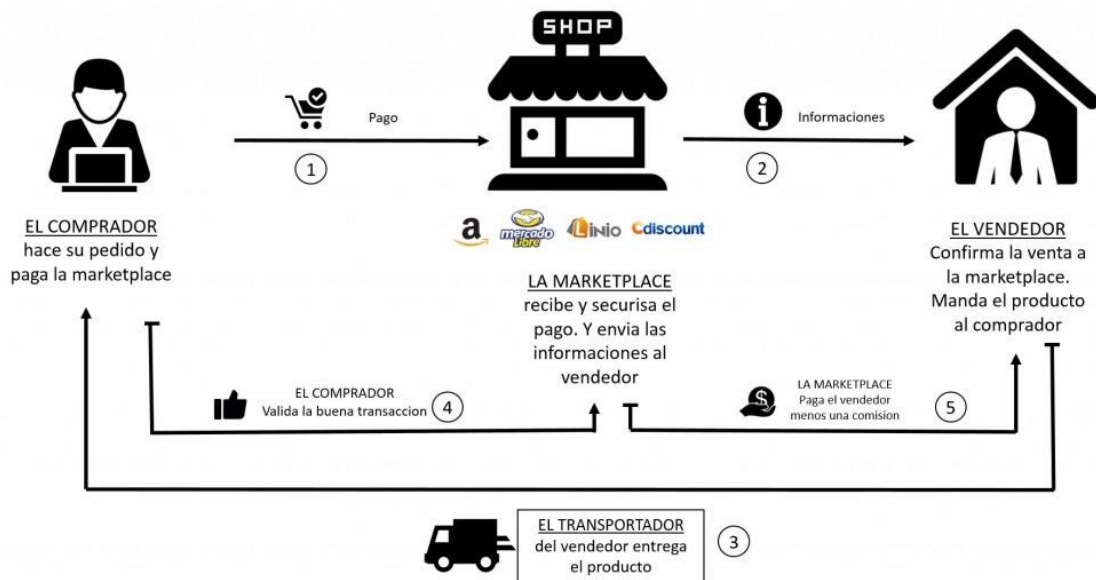 SHOP
Pago
1
Informaciones
2
EL COMPRADOR
hace su pedido y
paga la marketplace
a
mercado
libre
Linio
Cdiscount
LA MARKETPLACE
recibe y securisa el
pago. Y envia las
informaciones al
vendedor
EL VENDEDOR
Confirma la venta a
la marketplace.
Manda el producto
al comprador
EL COMPRADOR
Valida la buena transaccion
4
LA MARKETPLACE
Paga el vendedor
menos una comision
5
EL TRANSPORTADOR
del vendedor entrega
el producto
3